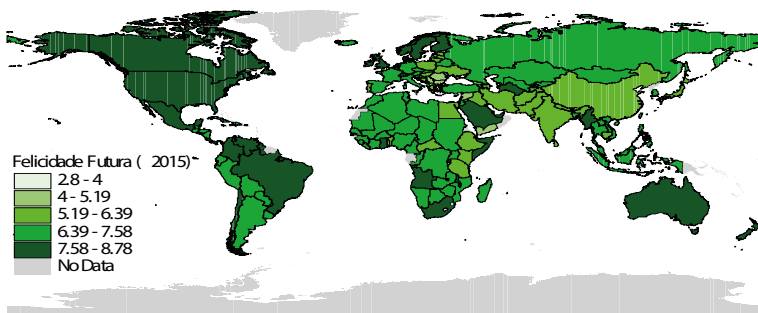 Felicidade Futura ( 2015)
2.8 - 4
4 - 5.19
5.19 - 6.39
6.39 - 7.58
7.58 - 8.78
No Data